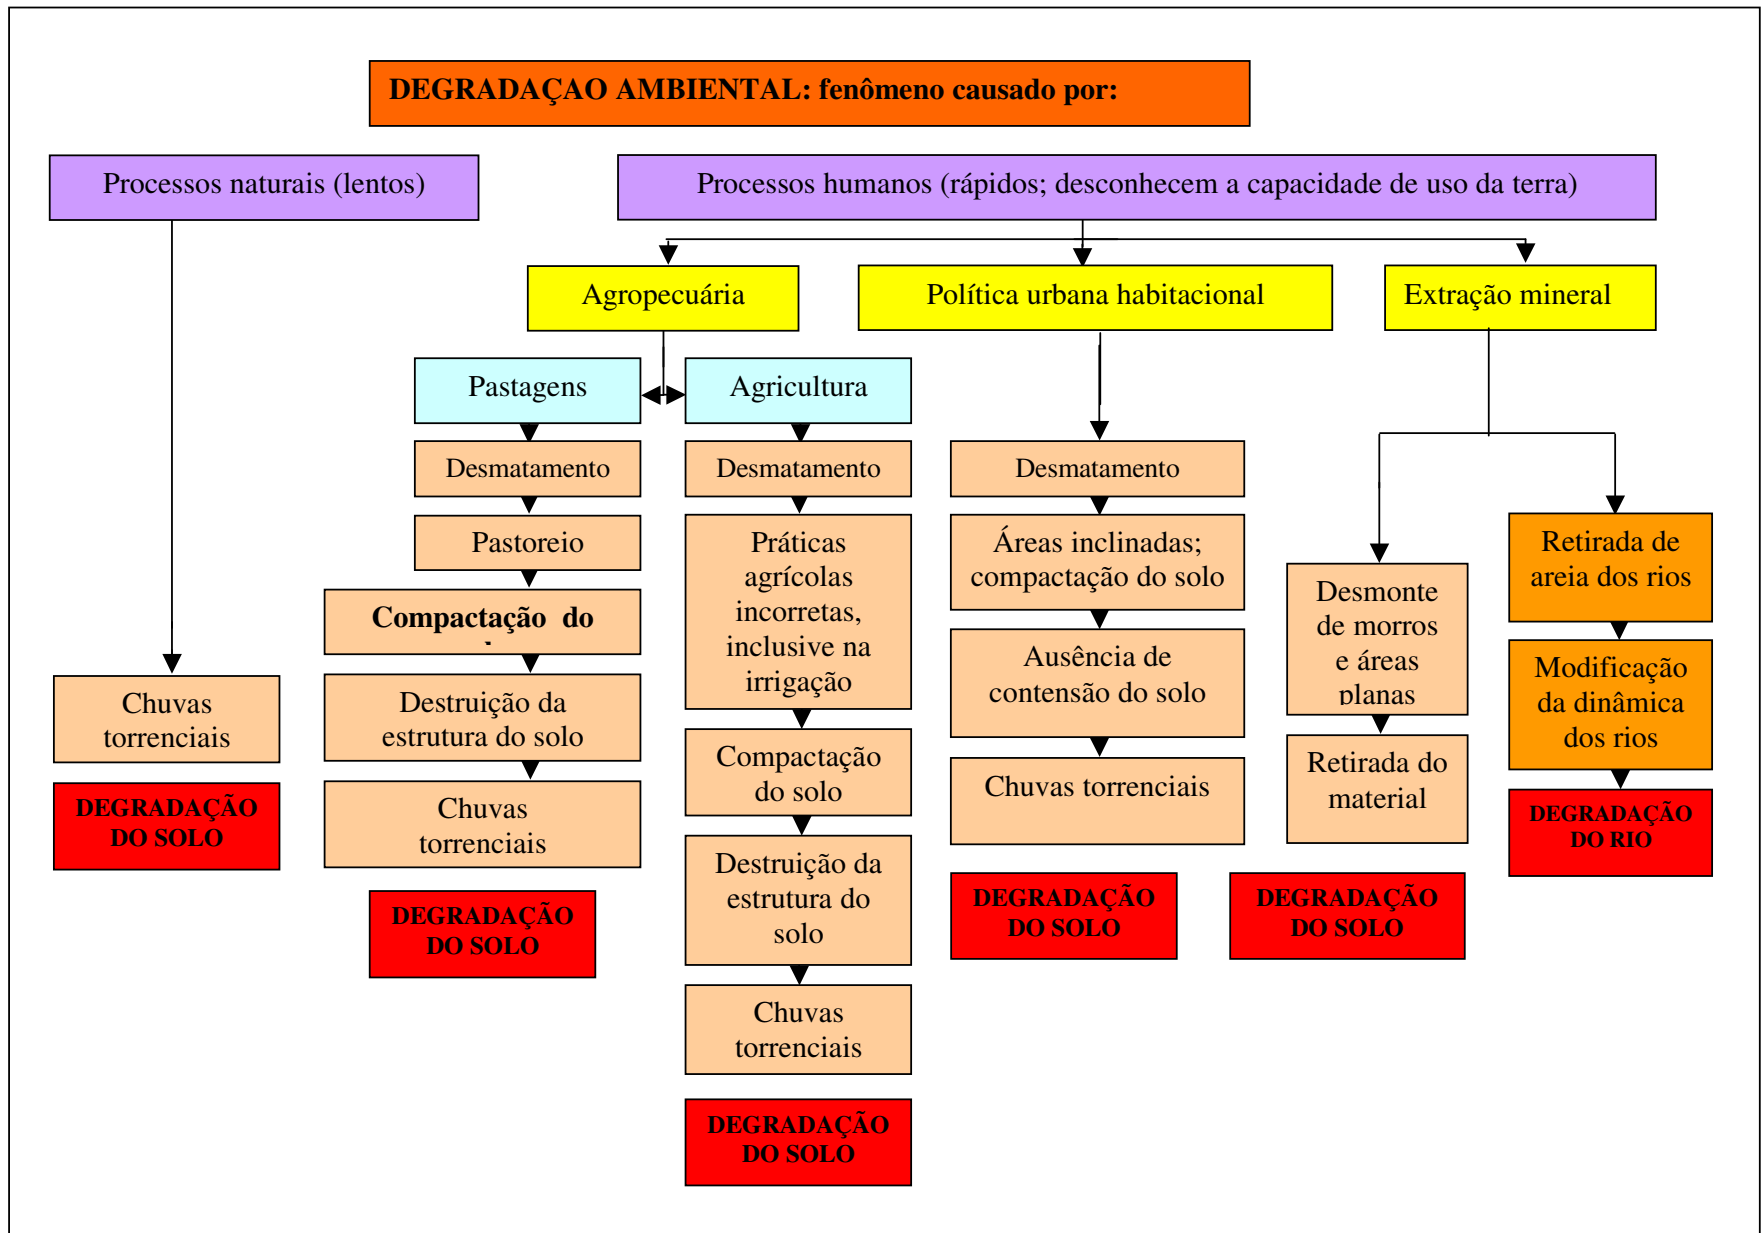 DEGRADAÇAO AMBIENTAL: fenômeno causado por:
Processos naturais (lentos)
Processos humanos (rápidos; desconhecem a capacidade de uso da terra)
Agropecuária
Política urbana habitacional
Extração mineral
Pastagens
Agricultura
Desmatamento
Desmatamento
Desmatamento
Pastoreio
Práticas
agrícolas
incorretas,
inclusive na
irrigação
Áreas inclinadas;
compactação do solo
Retirada de
areia dos rios
Desmonte
de morros
e áreas
planas
Compactação do
Ausência de
contensão do solo
Modificação
da dinâmica
dos rios
Chuvas
torrenciais
Destruição da
estrutura do solo
Compactação
do solo
Chuvas torrenciais
Retirada do
material
DEGRADAÇÃO
DO SOLO
Chuvas
torrenciais
DEGRADAÇÃO
DO RIO
Destruição da
estrutura do
solo
DEGRADAÇÃO
DO SOLO
DEGRADAÇÃO
DO SOLO
DEGRADAÇÃO
DO SOLO
Chuvas
torrenciais
DEGRADAÇÃO
DO SOLO